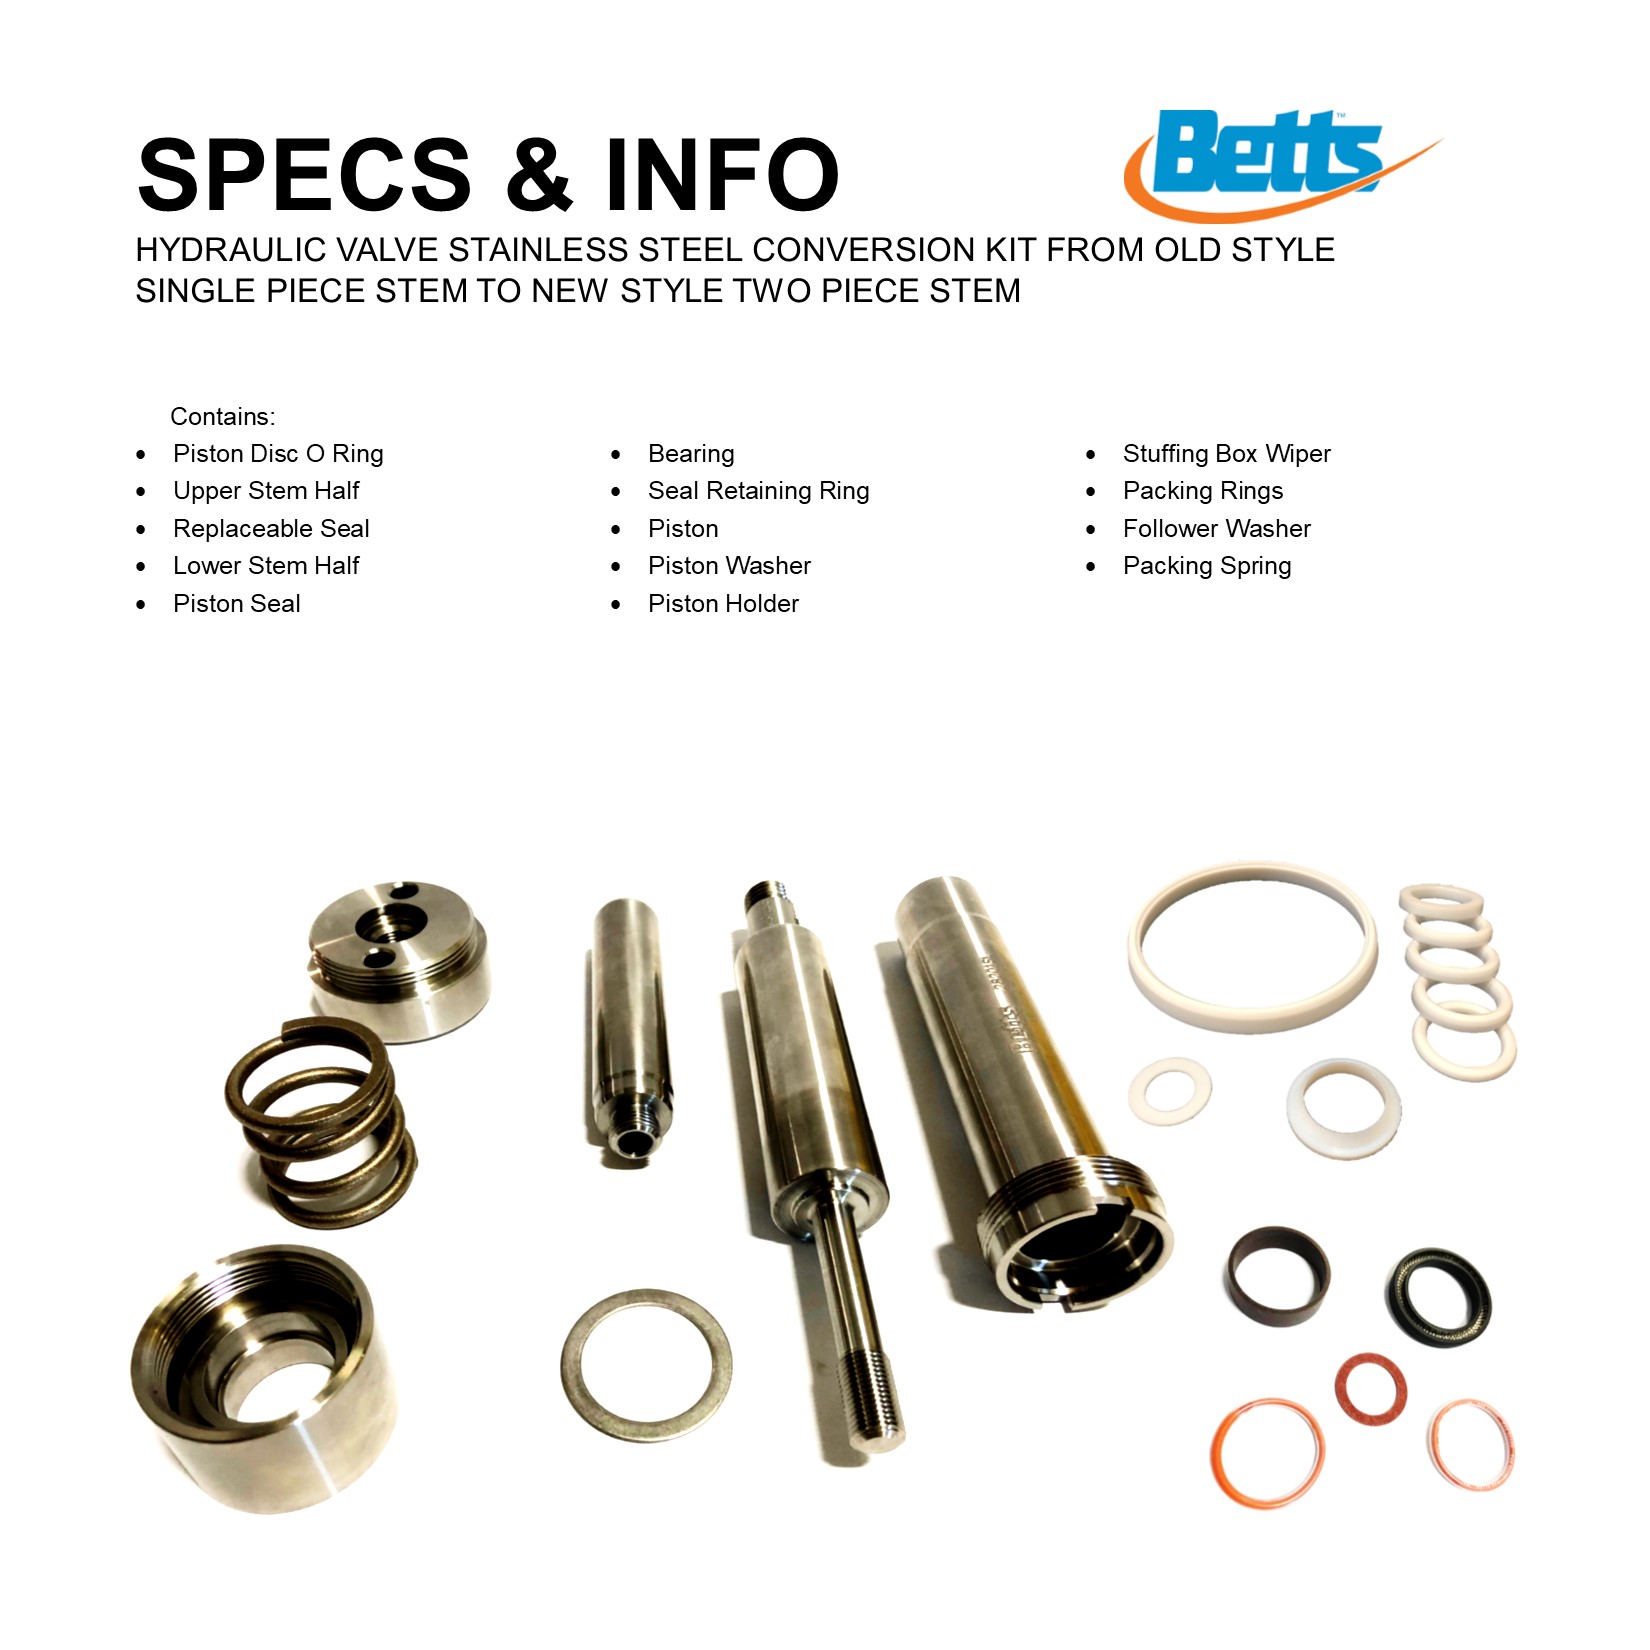 Betts™
SPECS & INFO
HYDRAULIC VALVE STAINLESS STEEL CONVERSION KIT FROM OLD STYLE
SINGLE PIECE STEM TO NEW STYLE TWO PIECE STEM
Contains:
• Piston Disc O Ring
• Upper Stem Half
• Replaceable Seal
• Lower Stem Half
• Piston Seal
• Bearing
• Seal Retaining Ring
• Piston
• Piston Washer
• Piston Holder
• Stuffing Box Wiper
• Packing Rings
• Follower Washer
• Packing Spring
Betts